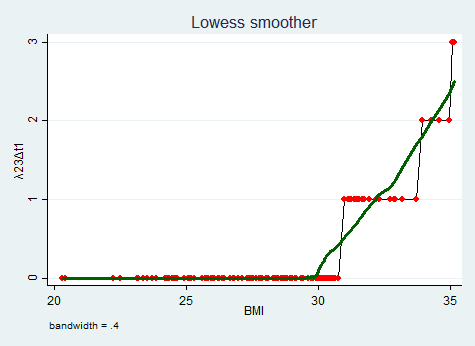 Lowess smoother
3
2
1
0
λ23Δt1
20 25 30 35
BMI
bandwidth = .4